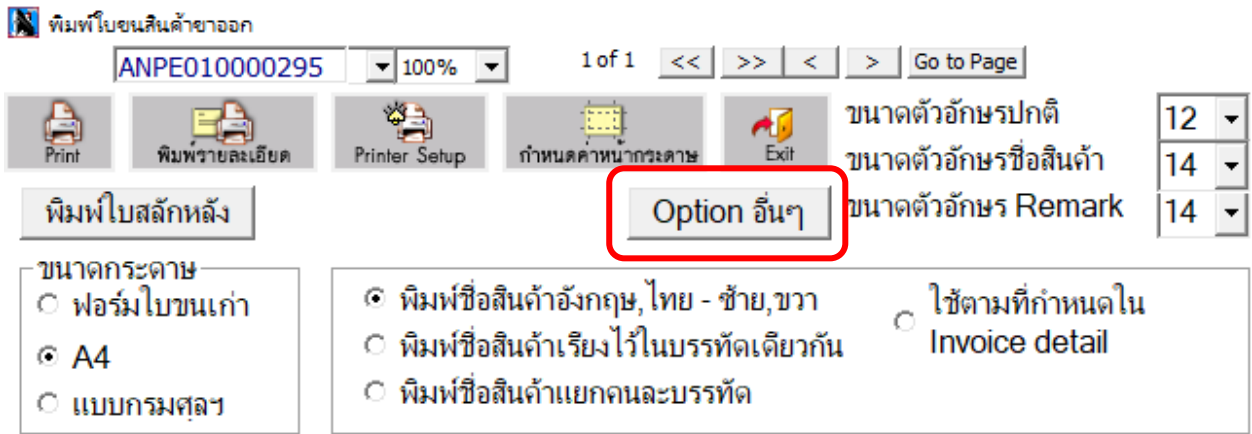 พิมพ์ใบขนสินค้าขาออก
ANPE010000295 100% 1 of 1 << >> < > Go to Page
Print พิมพ์รายละเอียด Printer Setup กำหนดค่าหน้ากระดาษ Exit
ขนาดตัวอักษรปกติ 12
ขนาดตัวอักษรชื่อสินค้า 14
พิมพ์ใบสลักหลัง Option อื่นๆ ขนาดตัวอักษร Remark 14
ขนาดกระดาษ
ฟอร์มใบขนเก่า
A4
แบบกรมศุลฯ
พิมพ์ชื่อสินค้าอังกฤษ,ไทย - ซ้าย,ขวา
พิมพ์ชื่อสินค้าเรียงไว้ในบรรทัดเดียวกัน
พิมพ์ชื่อสินค้าแยกคนละบรรทัด
ใช้ตามที่กำหนดใน
Invoice detail